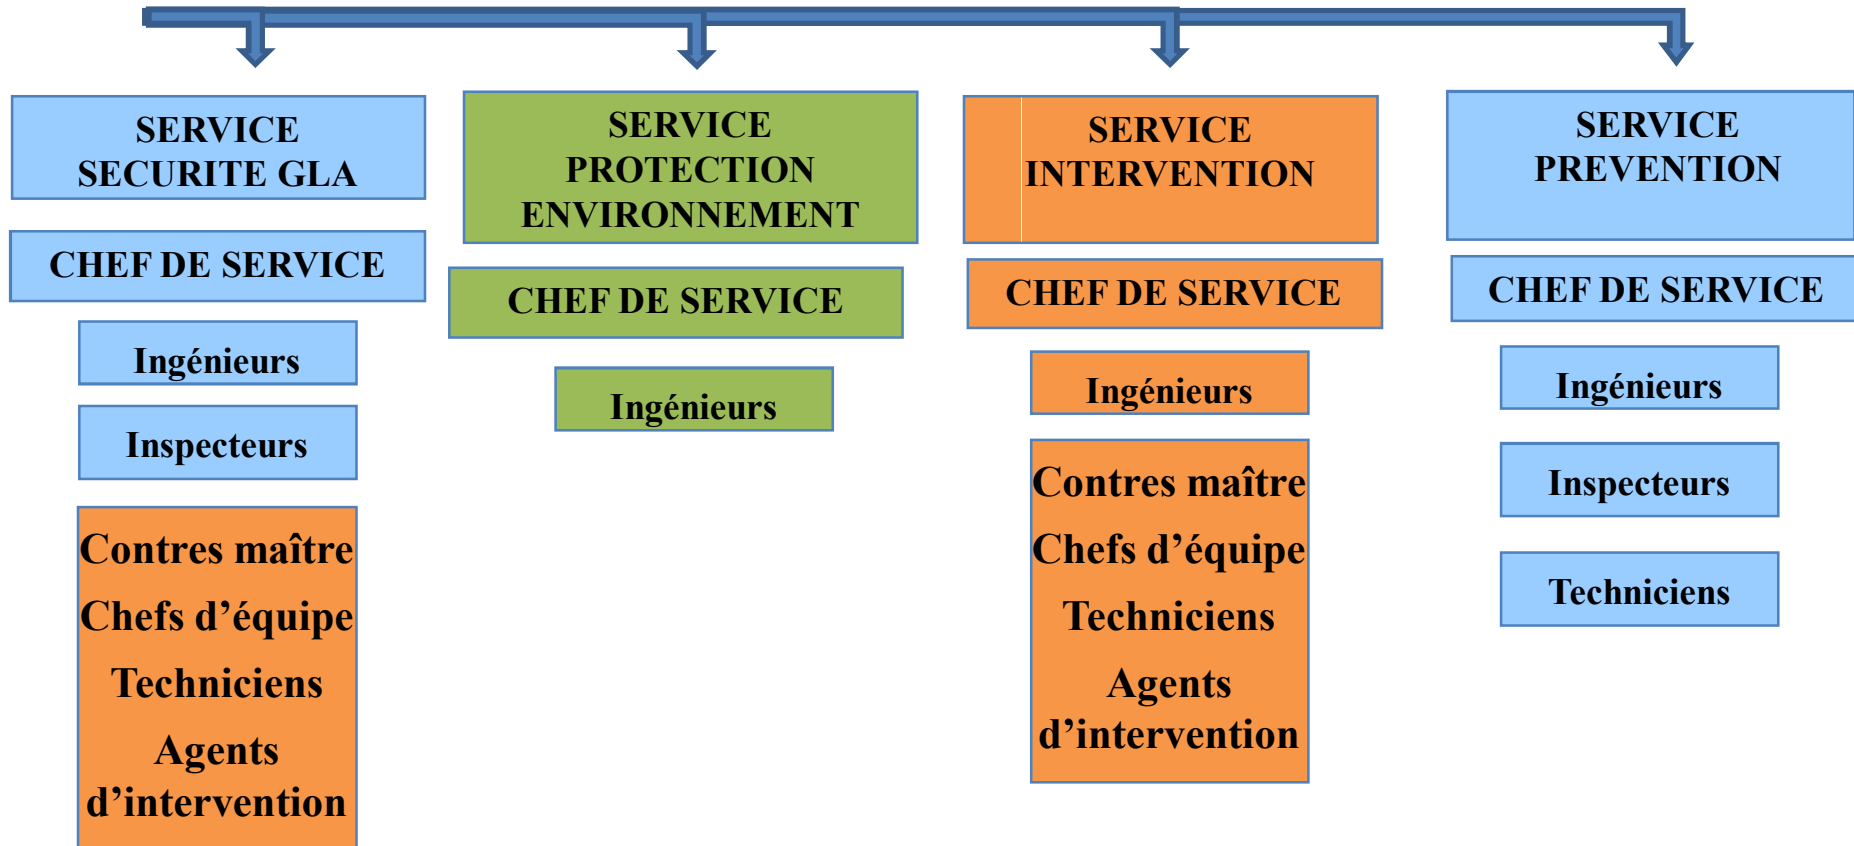 SERVICE
SECURITE GLA
CHEF DE SERVICE
Ingénieurs
Inspecteurs
Contres maître
Chefs d’équipe
Techniciens
Agents
d’intervention
SERVICE
PROTECTION
ENVIRONNEMENT
CHEF DE SERVICE
Ingénieurs
SERVICE
INTERVENTION
CHEF DE SERVICE
Ingénieurs
Contres maître
Chefs d’équipe
Techniciens
Agents
d’intervention
SERVICE
PREVENTION
CHEF DE SERVICE
Ingénieurs
Inspecteurs
Techniciens